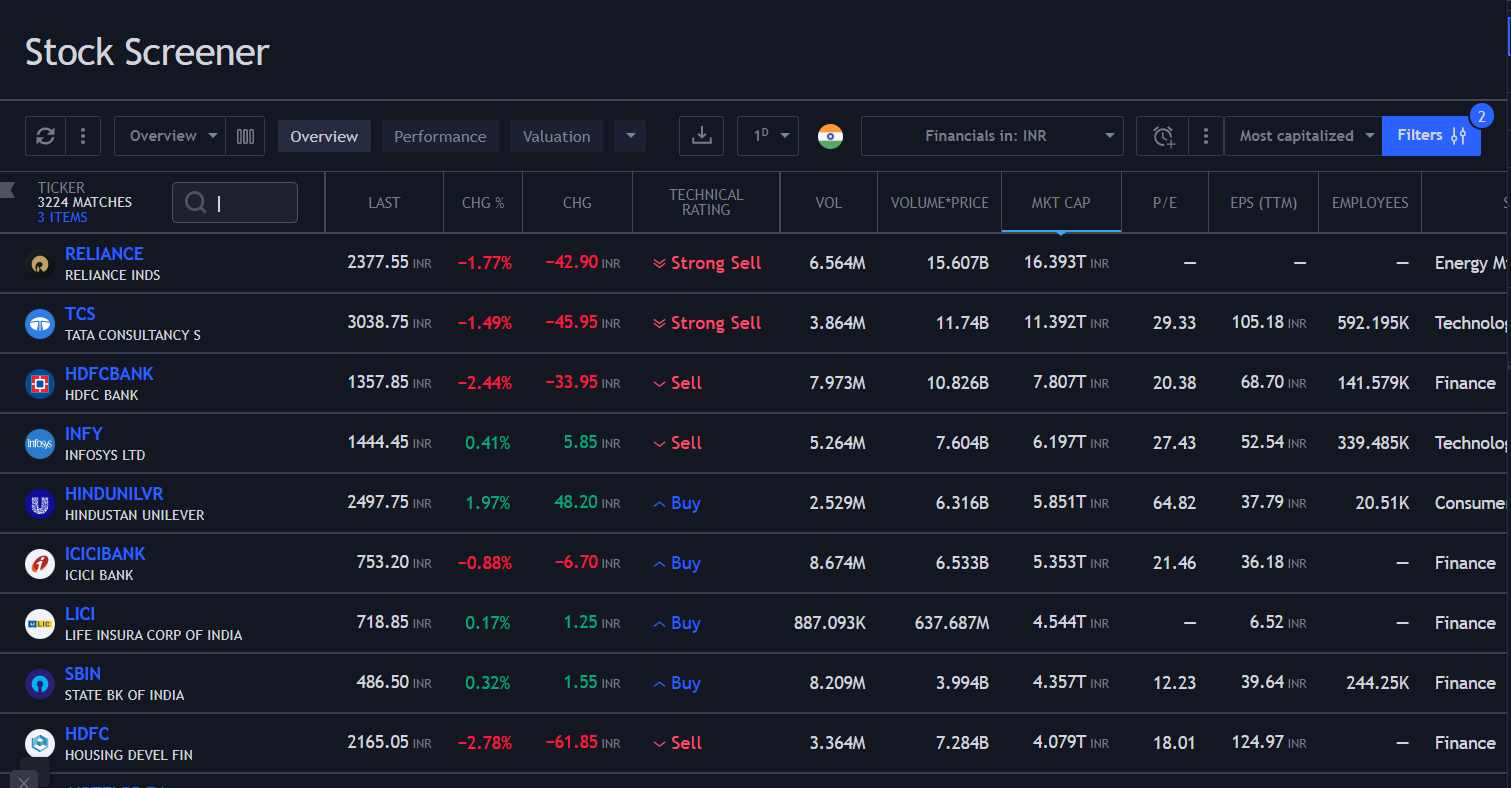 Stock Screener
2
Overview Overview Performance Valuation 1D Financials in: INR Most capitalized Filters
TICKER
3224 MATCHES
3 ITEMS
LAST CHG % CHG TECHNICAL RATING VOL VOLUME*PRICE MKT CAP P/E EPS (TTM) EMPLOYEES
RELIANCE
RELIANCE INDS
2377.55 INR −1.77% −42.90 INR Strong Sell 6.564M 15.607B 16.393T INR — — — Energy M
TCS
TATA CONSULTANCY S
3038.75 INR −1.49% −45.95 INR Strong Sell 3.864M 11.74B 11.392T INR 29.33 105.18 INR 592.195K Technolog
HDFCBANK
HDFC BANK
1357.85 INR −2.44% −33.95 INR Sell 7.973M 10.826B 7.807T INR 20.38 68.70 INR 141.579K Finance
INFY
INFOSYS LTD
Infosys
1444.45 INR 0.41% 5.85 INR Sell 5.264M 7.604B 6.197T INR 27.43 52.54 INR 339.485K Technolog
HINDUNILVR
HINDUSTAN UNILEVER
2497.75 INR 1.97% 48.20 INR Buy 2.529M 6.316B 5.851T INR 64.82 37.79 INR 20.51K Consumer
ICICIBANK
ICICI BANK
753.20 INR −0.88% −6.70 INR Buy 8.674M 6.533B 5.353T INR 21.46 36.18 INR — Finance
LICI
LIFE INSURA CORP OF INDIA
LIC
718.85 INR 0.17% 1.25 INR Buy 887.093K 637.687M 4.544T INR — 6.52 INR — Finance
SBIN
STATE BK OF INDIA
486.50 INR 0.32% 1.55 INR Buy 8.209M 3.994B 4.357T INR 12.23 39.64 INR 244.25K Finance
HDFC
HOUSING DEVEL FIN
2165.05 INR −2.78% −61.85 INR Sell 3.364M 7.284B 4.079T INR 18.01 124.97 INR — Finance